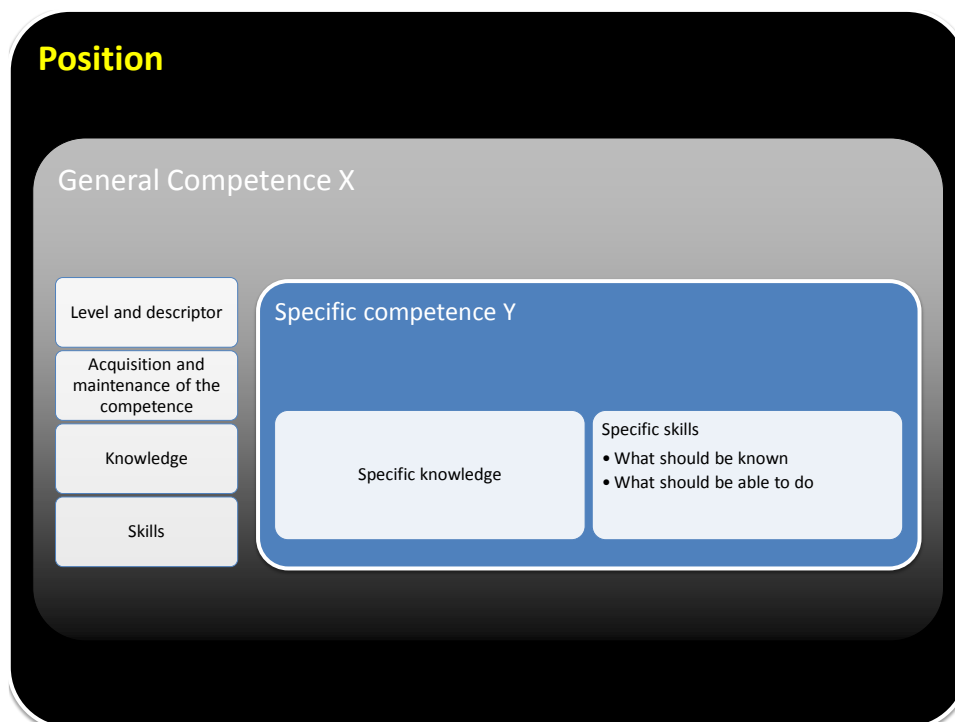 Position
General Competence X
Level and descriptor
Acquisition and
maintenance of the
competence
Knowledge
Skills
Specific competence Y
Specific knowledge
Specific skills
• What should be known
• What should be able to do